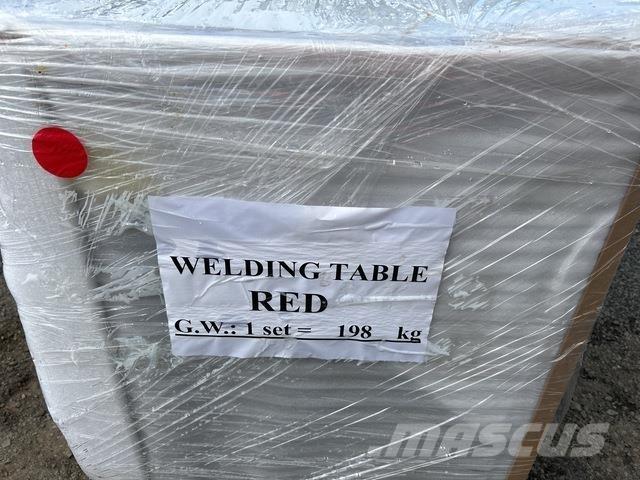 WELDING TABLE
RED
G.W.: 1 set = 198 kg
MASCUS